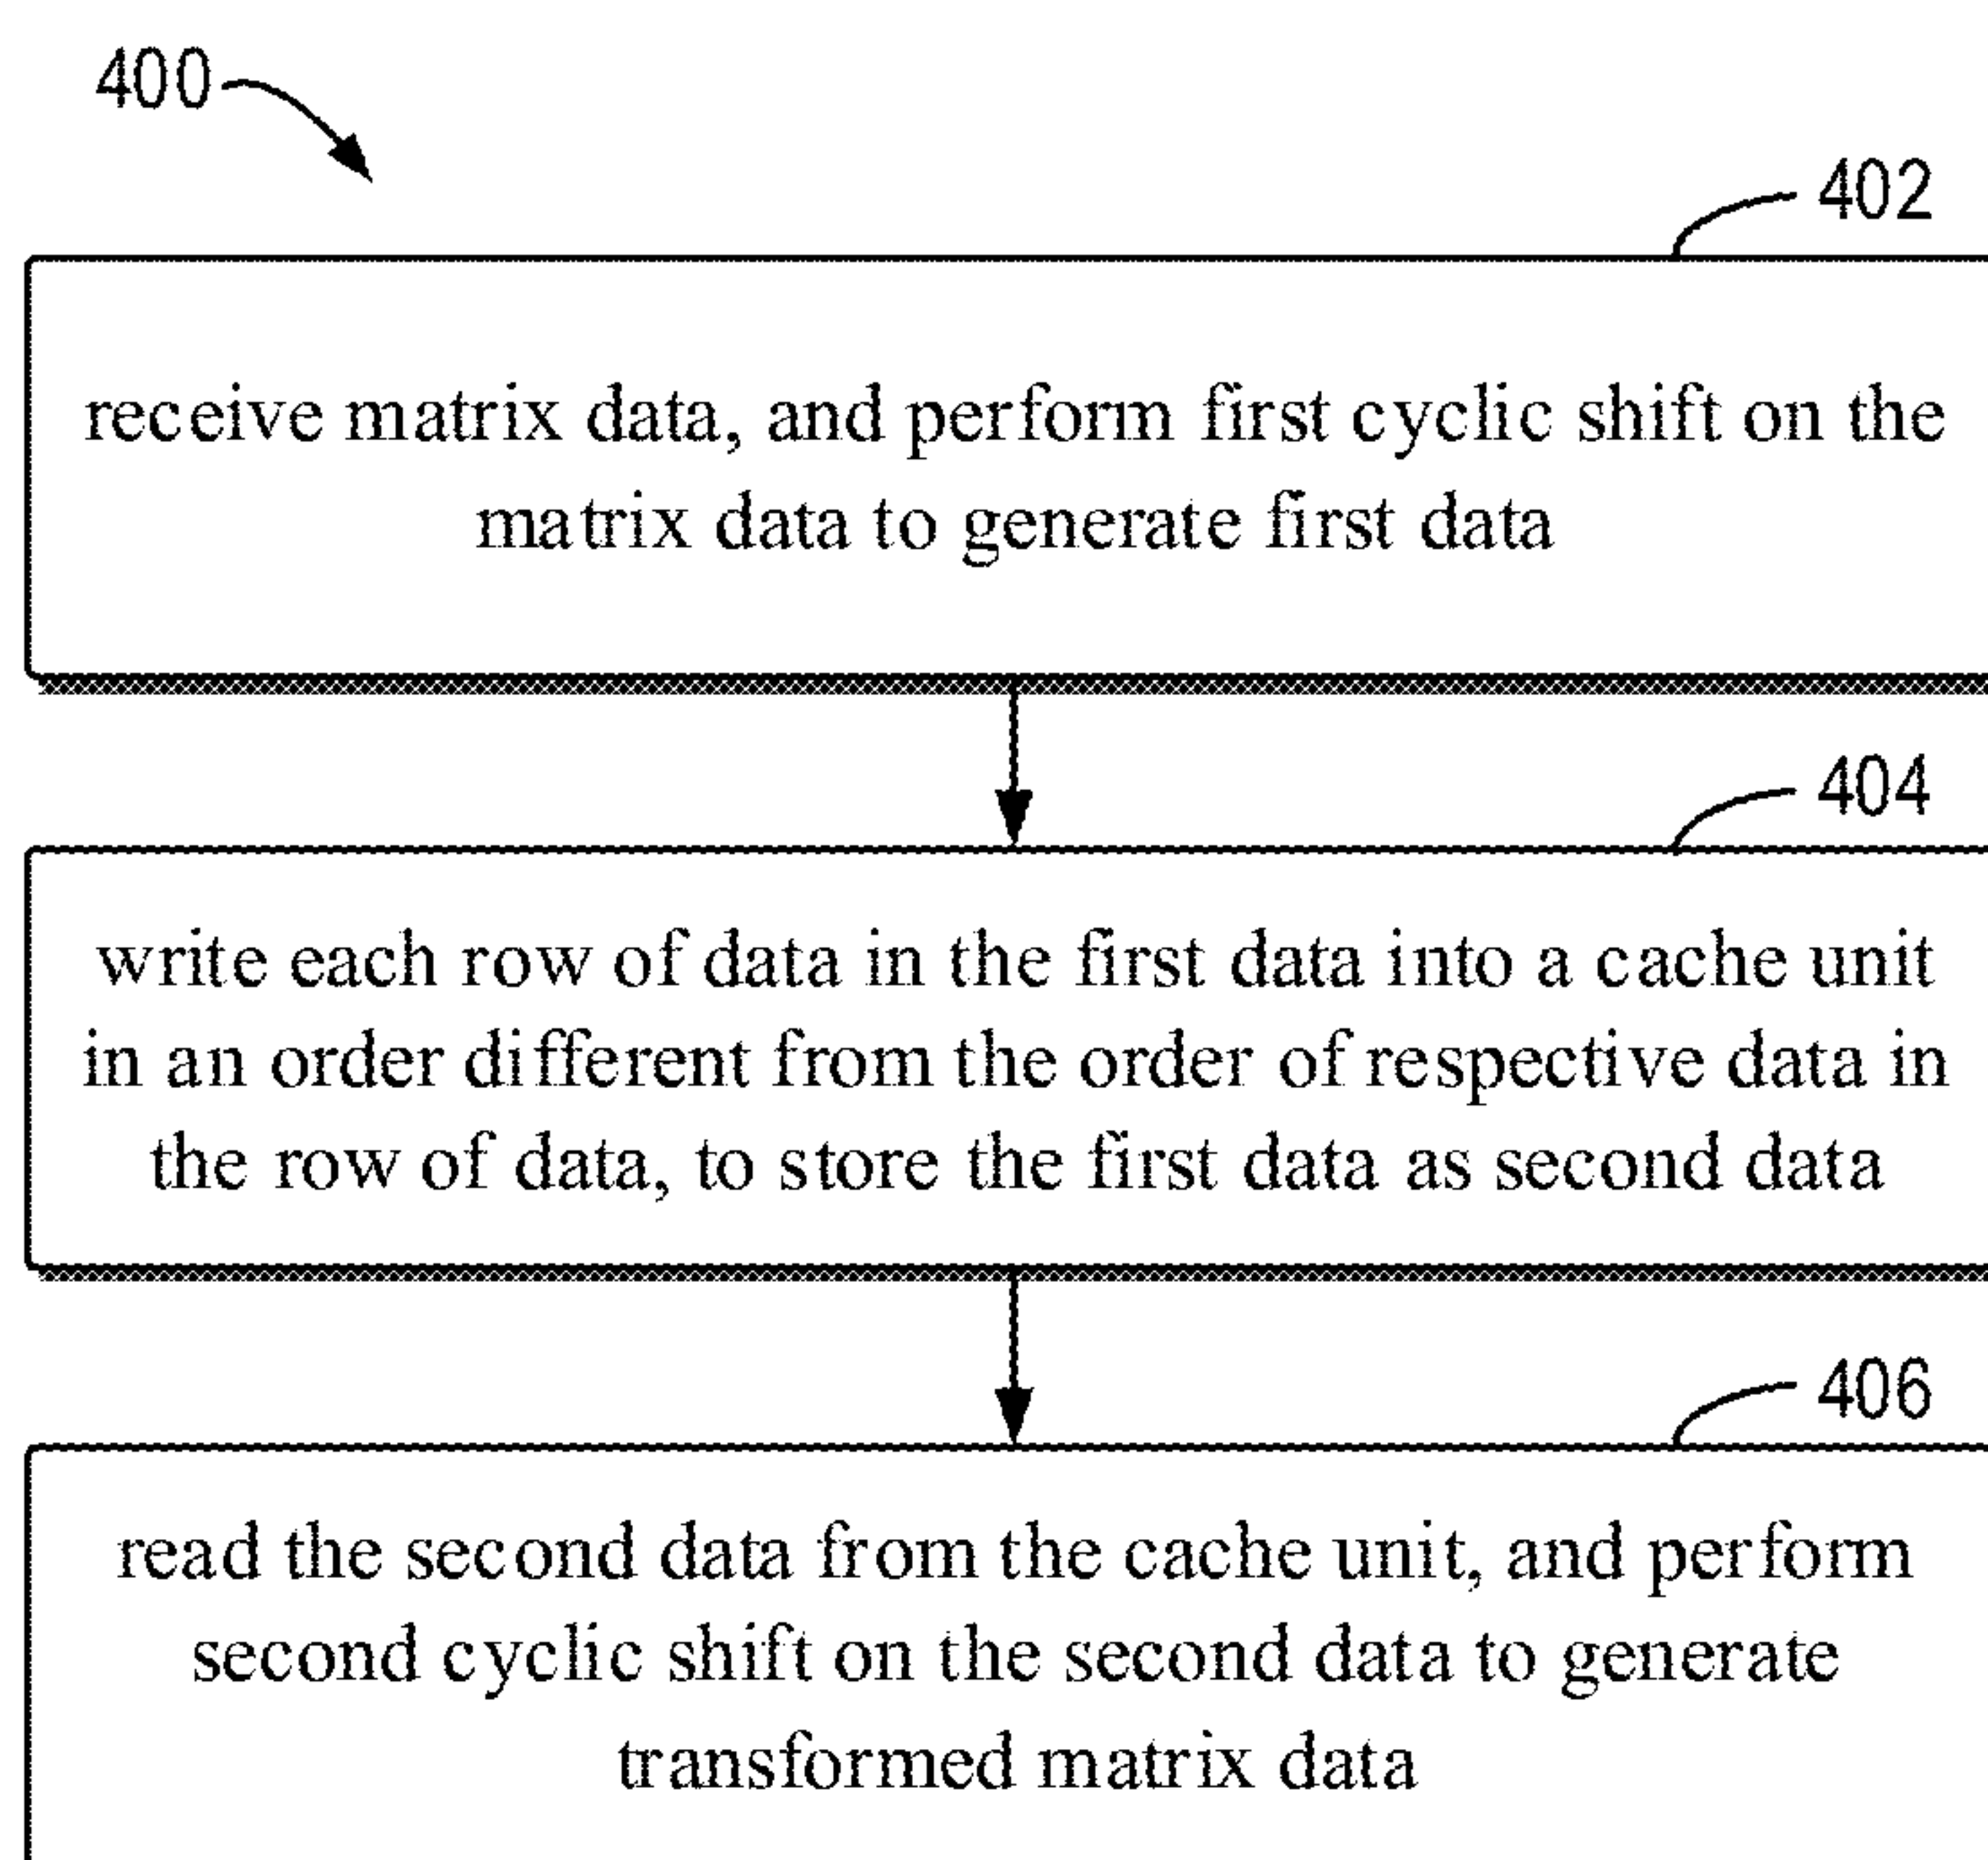 400
402
receive matrix data, and perform first cyclic shift on the
matrix data to generate first data
404
write each row of data in the first data into a cache unit
in an order different from the order of respective data in
the row of data, to store the first data as second data
406
read the second data from the cache unit, and perform
second cyclic shift on the second data to generate
transformed matrix data